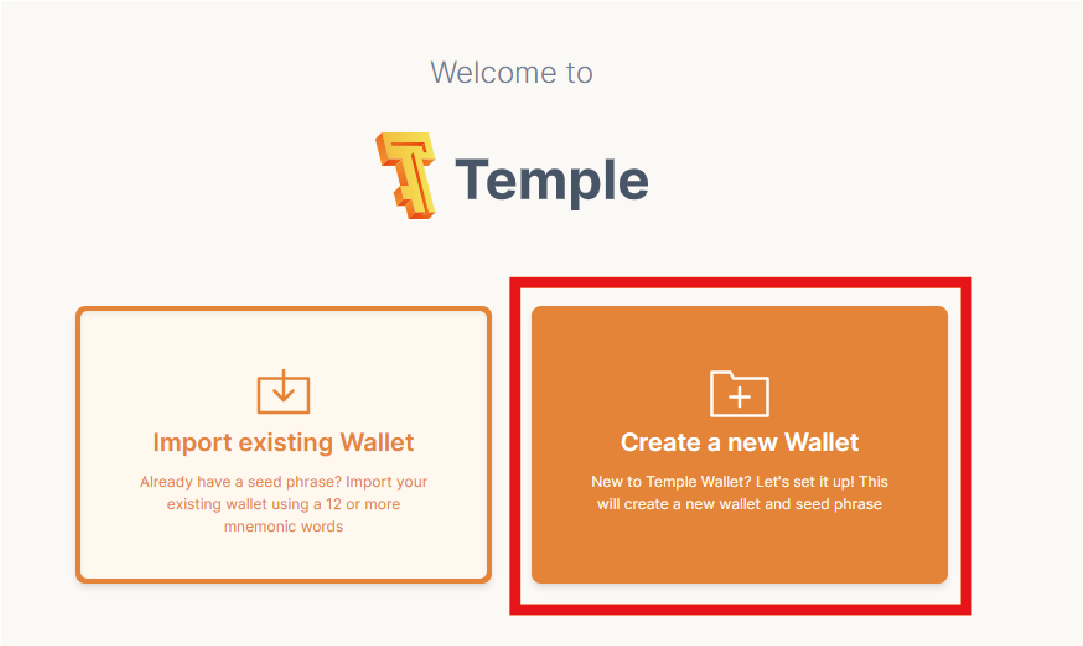 Welcome to
Temple
Import existing Wallet
Already have a seed phrase? Import your
existing wallet using a 12 or more
mnemonic words
Create a new Wallet
New to Temple Wallet? Let's set it up! This
will create a new wallet and seed phrase